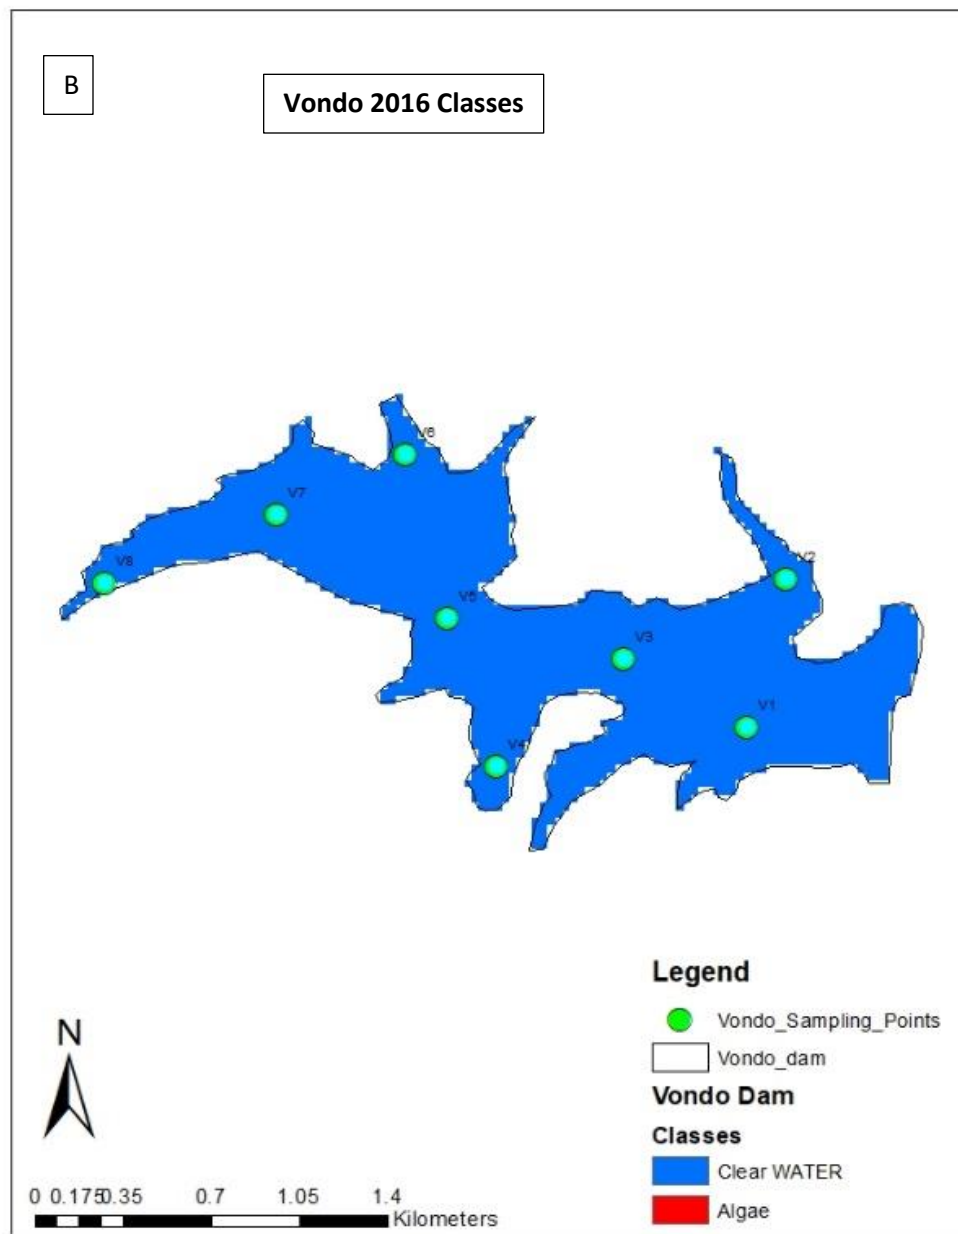 B
Vondo 2016 Classes
V6
V7
V8
V2
V5
V3
V1
V4
Legend
Vondo_Sampling_Points
Vondo_dam
Vondo Dam
Classes
Clear WATER
Algae
N
0 0.175 0.35 0.7 1.05 1.4
Kilometers